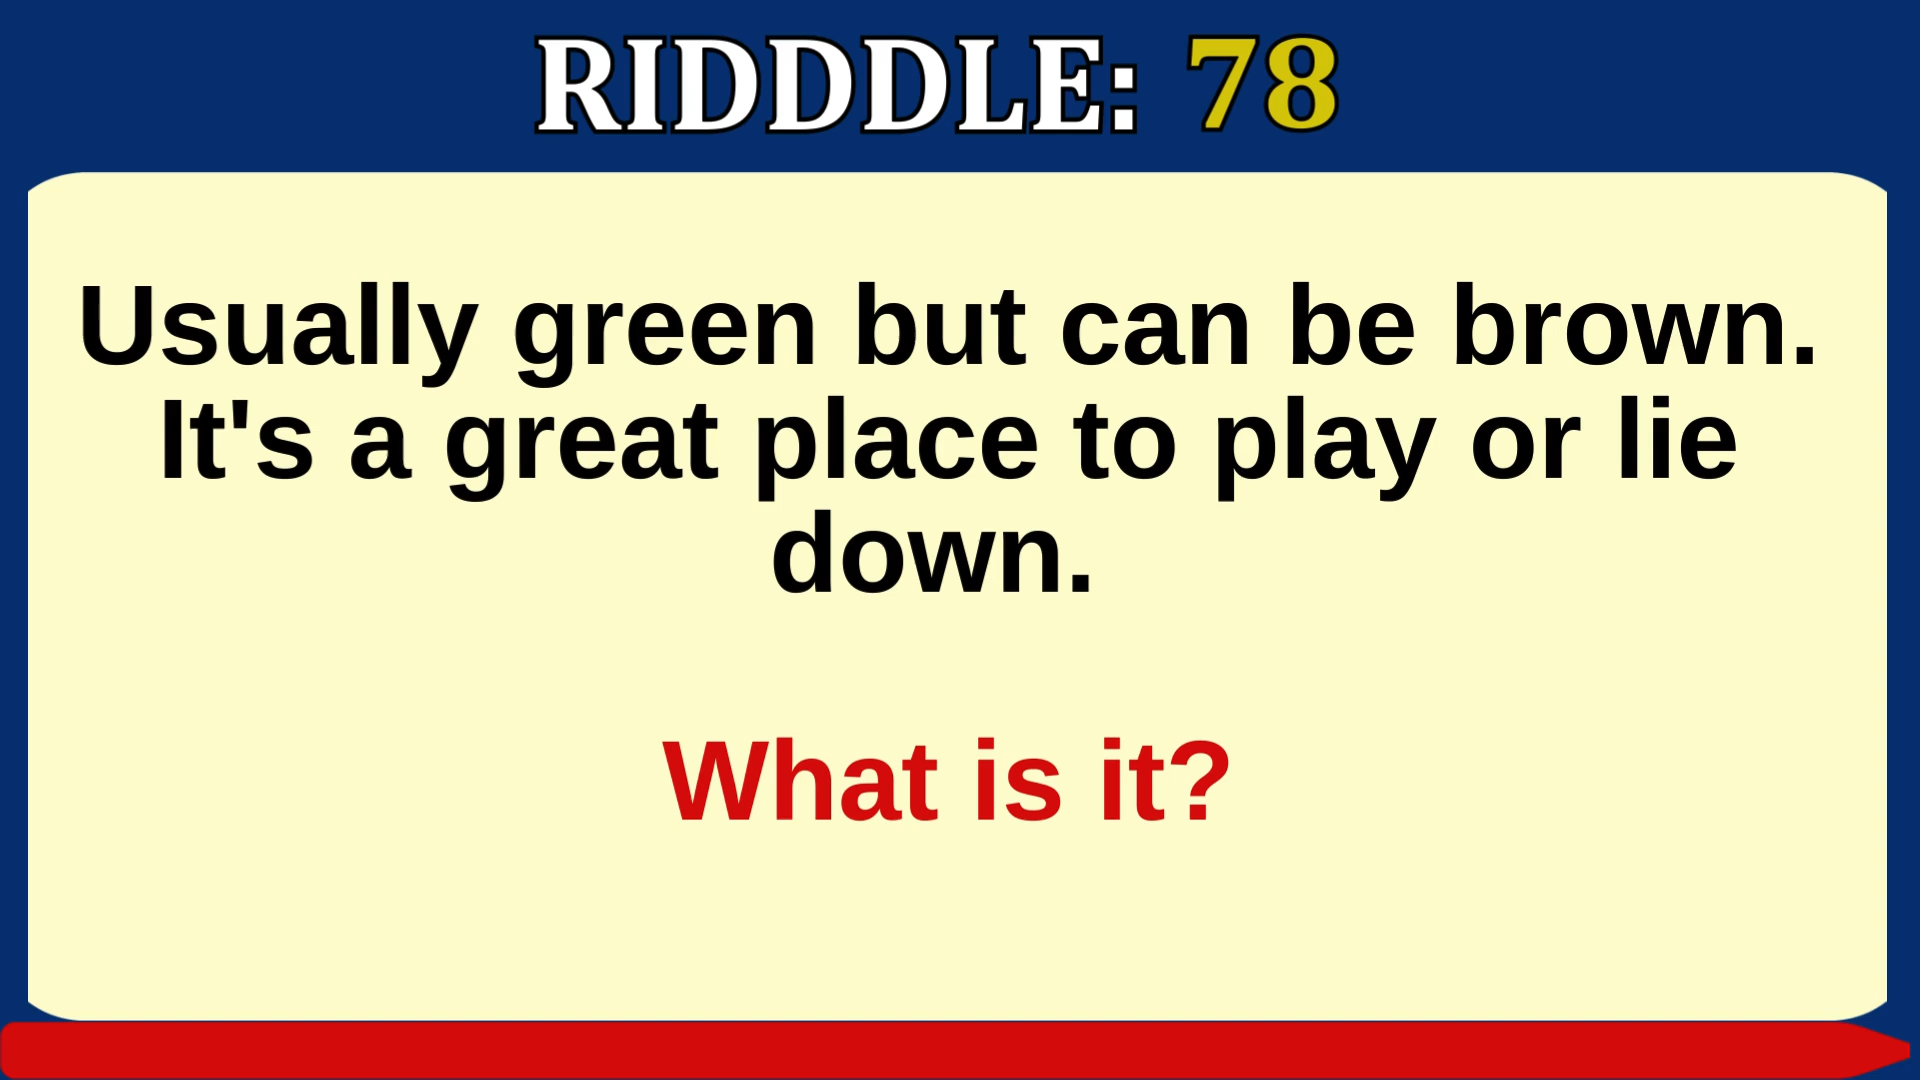 RIDDDLE: 78
Usually green but can be brown.
It's a great place to play or lie
down.
What is it?